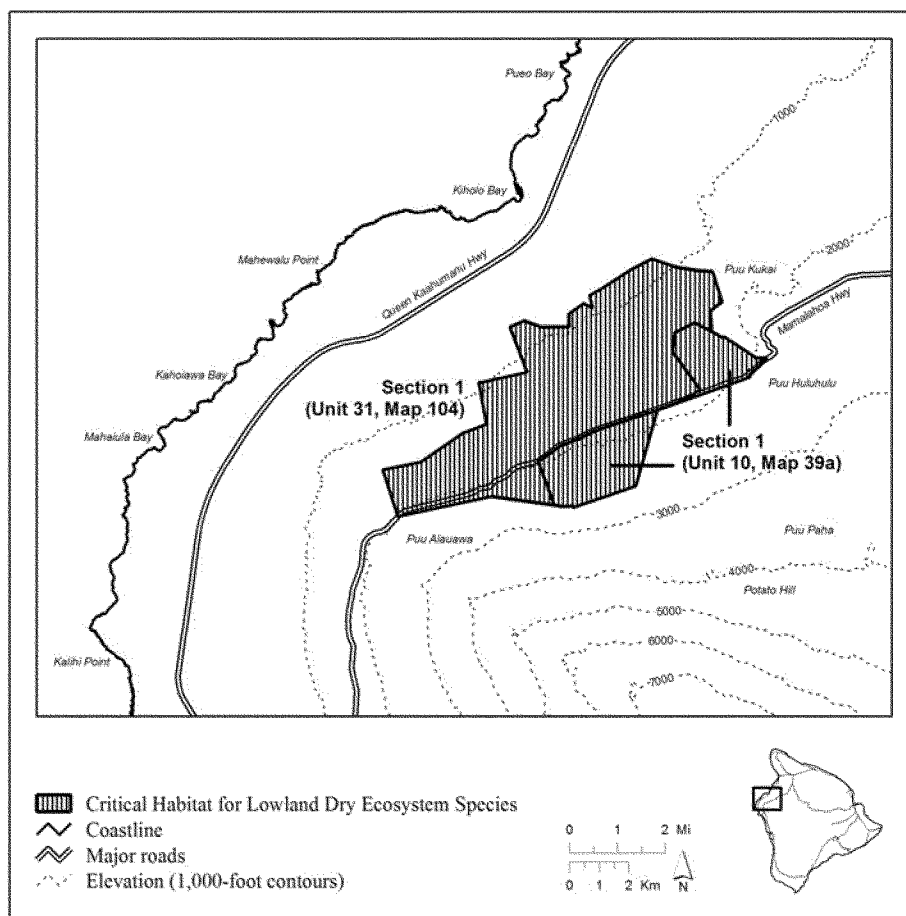 Pueo Bay
1000
Kiholo Bay
2000
Mahewalu Point
Puu Kukai
Queen Kaahumanu Hwy
Mamalahoa Hwy
Kahoiawa Bay
Section 1
(Unit 31, Map 104)
Puu Huluhulu
Mahaiula Bay
Section 1
(Unit 10, Map 39a)
3000
Puu Paha
Puu Alauawa
4000
Potato Hill
5000
6000
Kalihi Point
7000
Critical Habitat for Lowland Dry Ecosystem Species
Coastline
Major roads
Elevation (1,000-foot contours)
0 1 2 Mi
0 1 2 Km
N